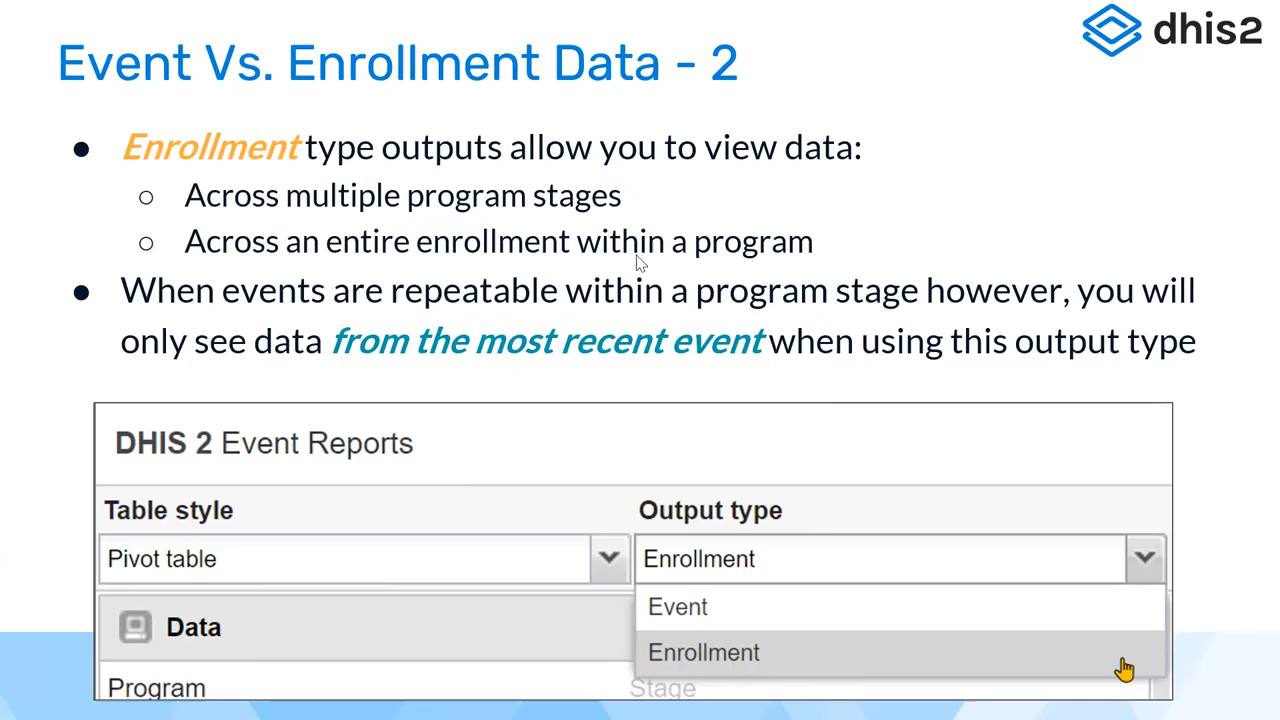 dhis2
Event Vs. Enrollment Data - 2
● Enrollment type outputs allow you to view data:
○ Across multiple program stages
○ Across an entire enrollment within a program
● When events are repeatable within a program stage however, you will
only see data from the most recent event when using this output type
DHIS 2 Event Reports
Table style
Output type
Pivot table
Enrollment
Event
Enrollment
Data
Program
Stage